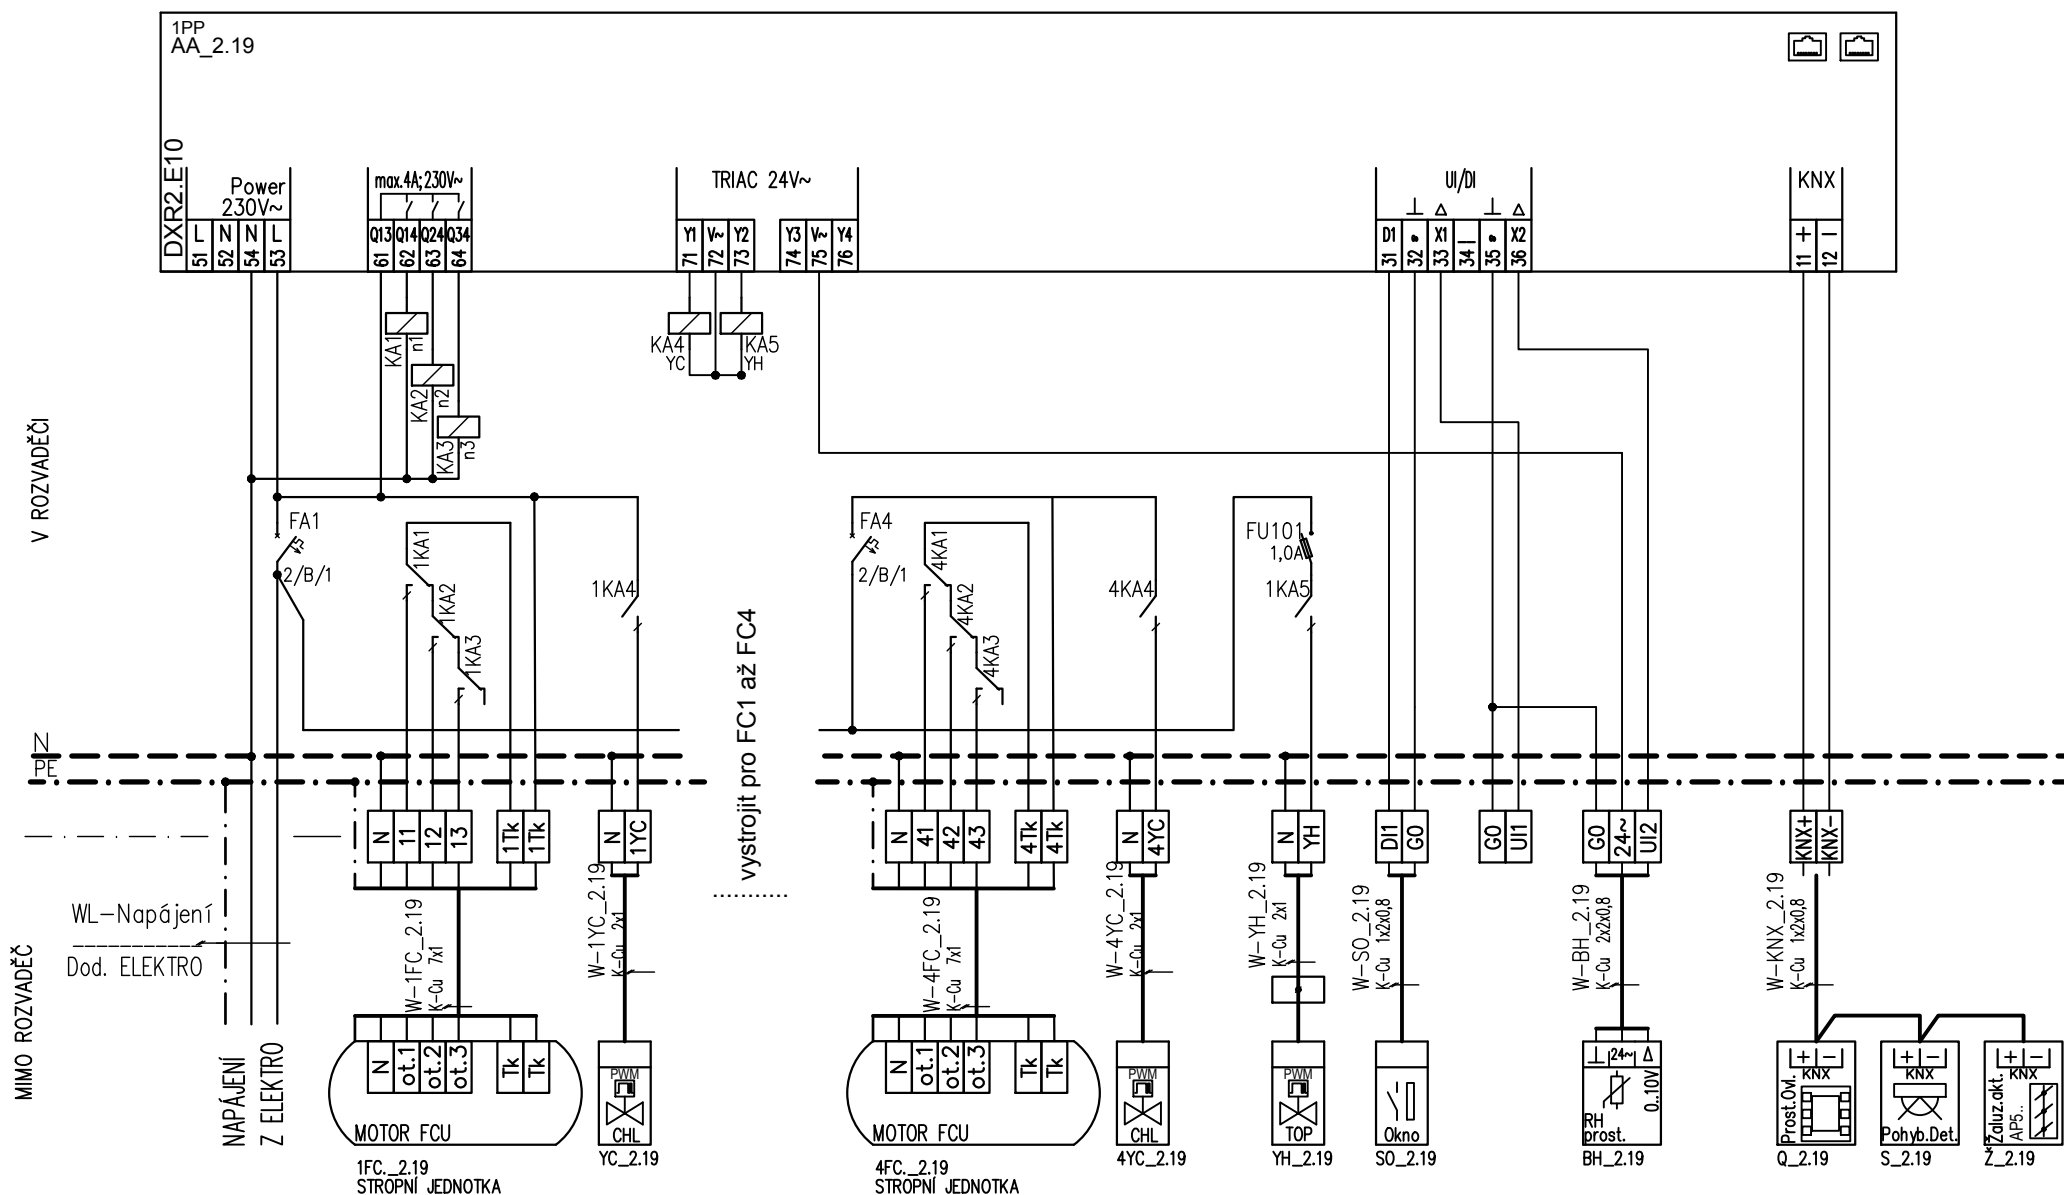 1PP
AA_2.19
DXR2.E10
Power
230V~
max.4A;230V~
TRIAC 24V~
UI/DI
KNX
L N N L
51 52 54 53
Q13 Q14 Q24 Q34
61 62 63 64
Y1 V~ Y2
71 72 73
Y3 V~ Y4
74 75 76
D1 X1 X2
31 32 33 34 35 36
+ –
11 12
KA1 n1
KA2 n2
KA3 n3
KA4
YC
KA5
YH
V ROZVADĚČI
FA1
2/B/1
1KA1
1KA2
1KA3
1KA4
vystrojit pro FC1 až FC4
FA4
2/B/1
4KA1
4KA2
4KA3
4KA4
FU101
1,0A
1KA5
N
PE
N 11 12 13 1Tk 1Tk
N 1YC
N 41 42 43 4Tk 4Tk
N 4YC
N YH
DI1 GO
GO UI1
GO 24~ UI2
KNX+ KNX-
WL-Napájení
Dod. ELEKTRO
MIMO ROZVADĚČ
NAPÁJENÍ
Z ELEKTRO
W-1FC_2.19
K-Cu 7x1
W-1YC_2.19
K-Cu 2x1
W-4FC_2.19
K-Cu 7x1
W-4YC_2.19
K-Cu 2x1
W-YH_2.19
K-Cu 2x1
W-SO_2.19
K-Cu 1x2x0,8
W-BH_2.19
K-Cu 2x2x0,8
W-KNX_2.19
K-Cu 1x2x0,8
N ot.1 ot.2 ot.3 Tk Tk
MOTOR FCU
1FC._2.19
STROPNÍ JEDNOTKA
PWM
CHL
YC_2.19
N ot.1 ot.2 ot.3 Tk Tk
MOTOR FCU
4FC._2.19
STROPNÍ JEDNOTKA
PWM
CHL
4YC_2.19
PWM
TOP
YH_2.19
Okno
SO_2.19
24~
0..10V
RH
prost.
BH_2.19
+ –
KNX
Prost.Ovl.
Q_2.19
+ –
KNX
Pohyb.Det.
S_2.19
+ –
KNX
Žaluz.akt.
AP5..
Ž_2.19